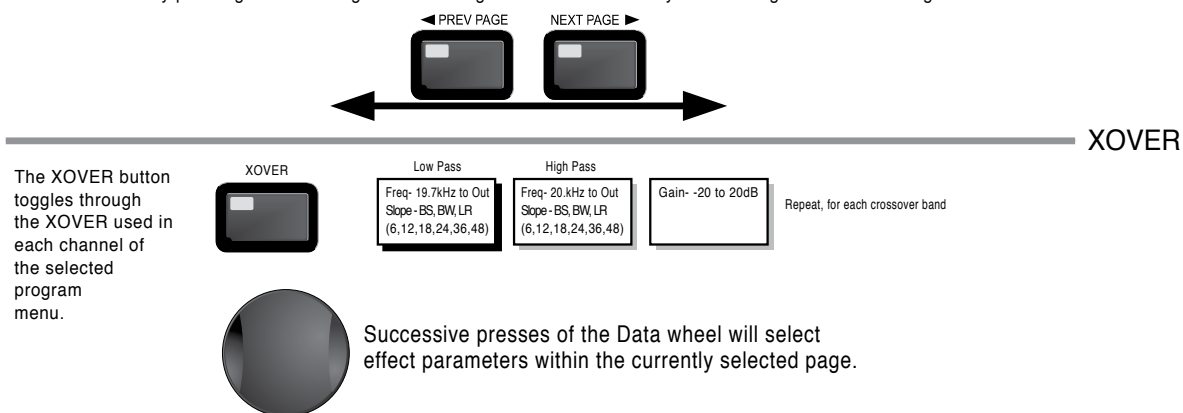 ◄ PREV PAGE NEXT PAGE ►
XOVER
The XOVER button
toggles through
the XOVER used in
each channel of
the selected
program
menu.
XOVER
Low Pass
Freq- 19.7kHz to Out
Slope - BS, BW, LR
(6,12,18,24,36,48)
High Pass
Freq- 20.kHz to Out
Slope - BS, BW, LR
(6,12,18,24,36,48)
Gain- -20 to 20dB
Repeat, for each crossover band
Successive presses of the Data wheel will select
effect parameters within the currently selected page.